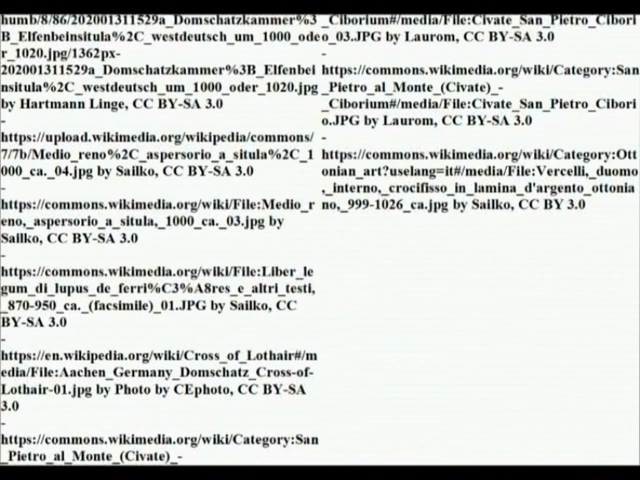 humb/8/86/202001311529a_Domschatzkammer%3
B_Elfenbeinsitula%2C_westdeutsch_um_1000_ode
r_1020.jpg/1362px-
202001311529a_Domschatzkammer%3B_Elfenbei
nsitula%2C_westdeutsch_um_1000_oder_1020.jpg
by Hartmann Linge, CC BY-SA 3.0
-
https://upload.wikimedia.org/wikipedia/commons/
7/7b/Medio_reno%2C_aspersorio_a_situla%2C_1
000_ca._04.jpg by Sailko, CC BY-SA 3.0
-
https://commons.wikimedia.org/wiki/File:Medio_r
eno,_aspersorio_a_situla,_1000_ca._03.jpg by
Sailko, CC BY-SA 3.0
-
https://commons.wikimedia.org/wiki/File:Liber_le
gum_di_lupus_de_ferri%C3%A8res_e_altri_testi,
_870-950_ca._(facsimile)_01.JPG by Sailko, CC
BY-SA 3.0
-
https://en.wikipedia.org/wiki/Cross_of_Lothair#/m
edia/File:Aachen_Germany_Domschatz_Cross-of-
Lothair-01.jpg by Photo by CEphoto, CC BY-SA
3.0
-
https://commons.wikimedia.org/wiki/Category:San
_Pietro_al_Monte_(Civate)_-
_Ciborium#/media/File:Civate_San_Pietro_Cibori
o_03.JPG by Laurom, CC BY-SA 3.0
-
https://commons.wikimedia.org/wiki/Category:San
_Pietro_al_Monte_(Civate)_-
_Ciborium#/media/File:Civate_San_Pietro_Cibori
o.JPG by Laurom, CC BY-SA 3.0
-
https://commons.wikimedia.org/wiki/Category:Ott
onian_art?uselang=it#/media/File:Vercelli,_duomo
,_interno,_crocifisso_in_lamina_d'argento_ottonia
no,_999-1026_ca.jpg by Sailko, CC BY 3.0